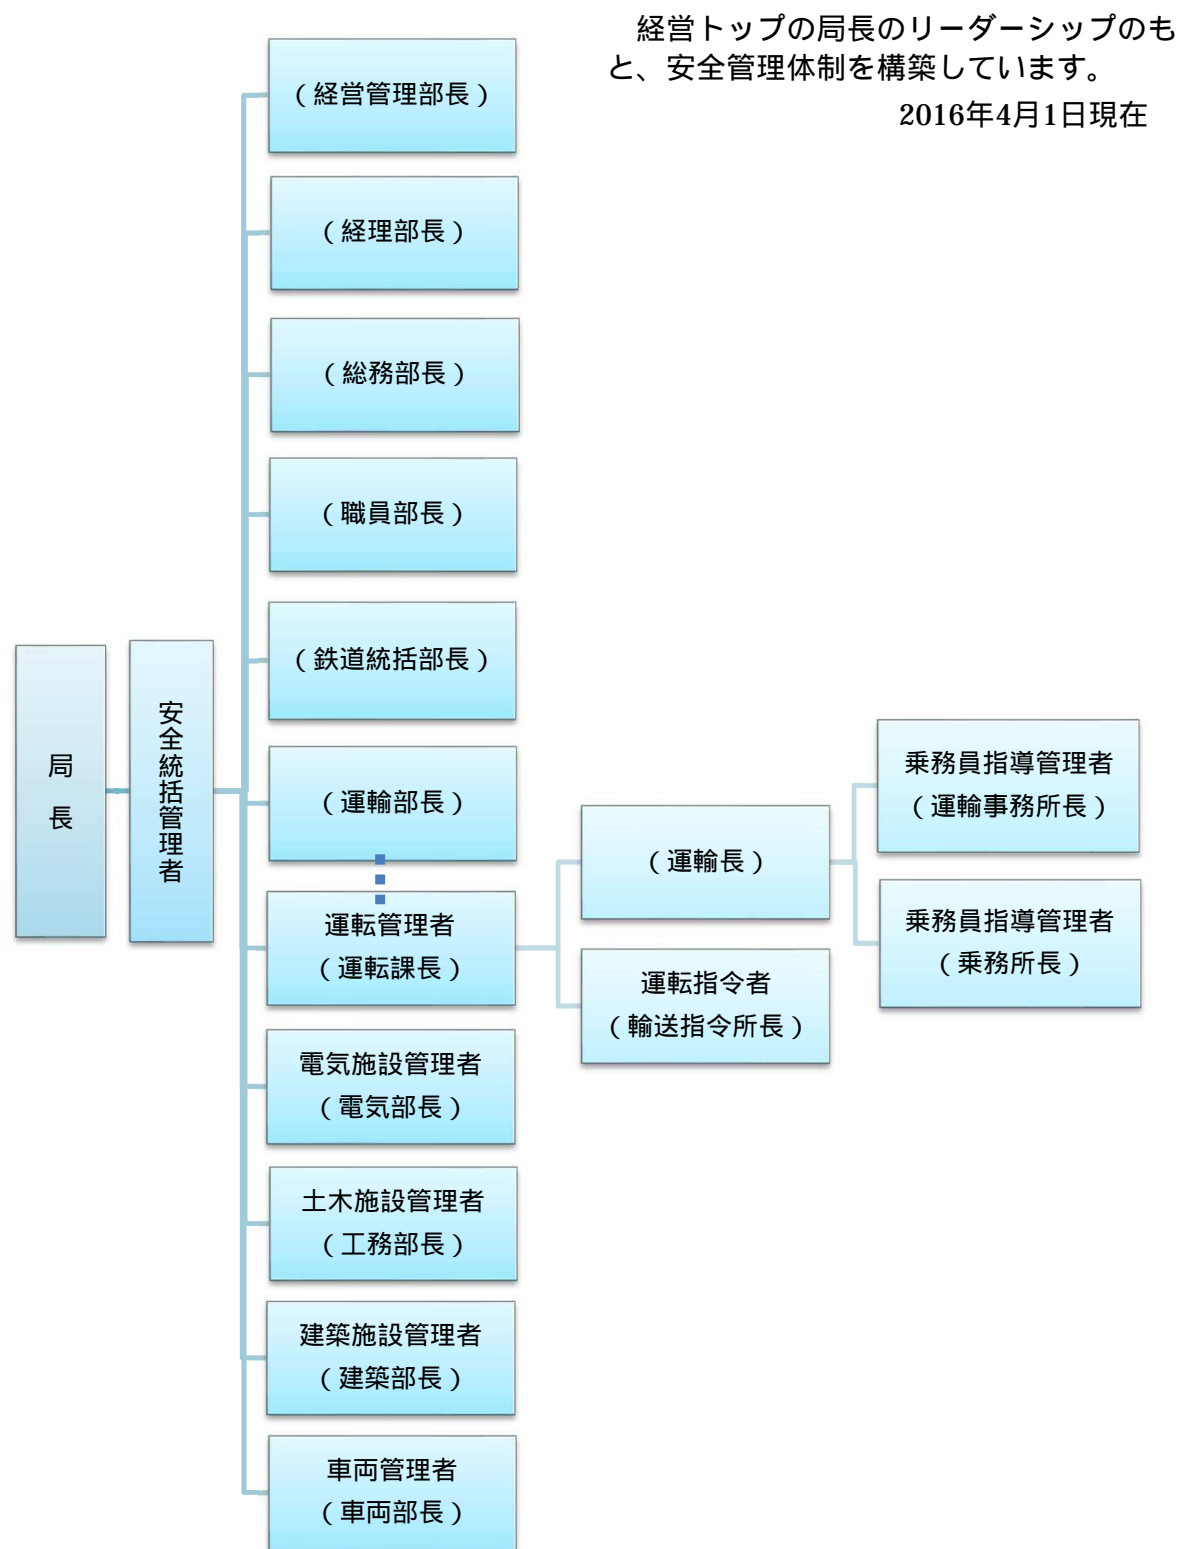 経営トップの局長のリーダーシップのも
と、安全管理体制を構築しています。
2016年4月1日現在
局長
安全統括管理者
（経営管理部長）
（経理部長）
（総務部長）
（職員部長）
（鉄道統括部長）
（運輸部長）
運転管理者
（運転課長）
電気施設管理者
（電気部長）
土木施設管理者
（工務部長）
建築施設管理者
（建築部長）
車両管理者
（車両部長）
（運輸長）
運転指令者
（輸送指令所長）
乗務員指導管理者
（運輸事務所長）
乗務員指導管理者
（乗務所長）